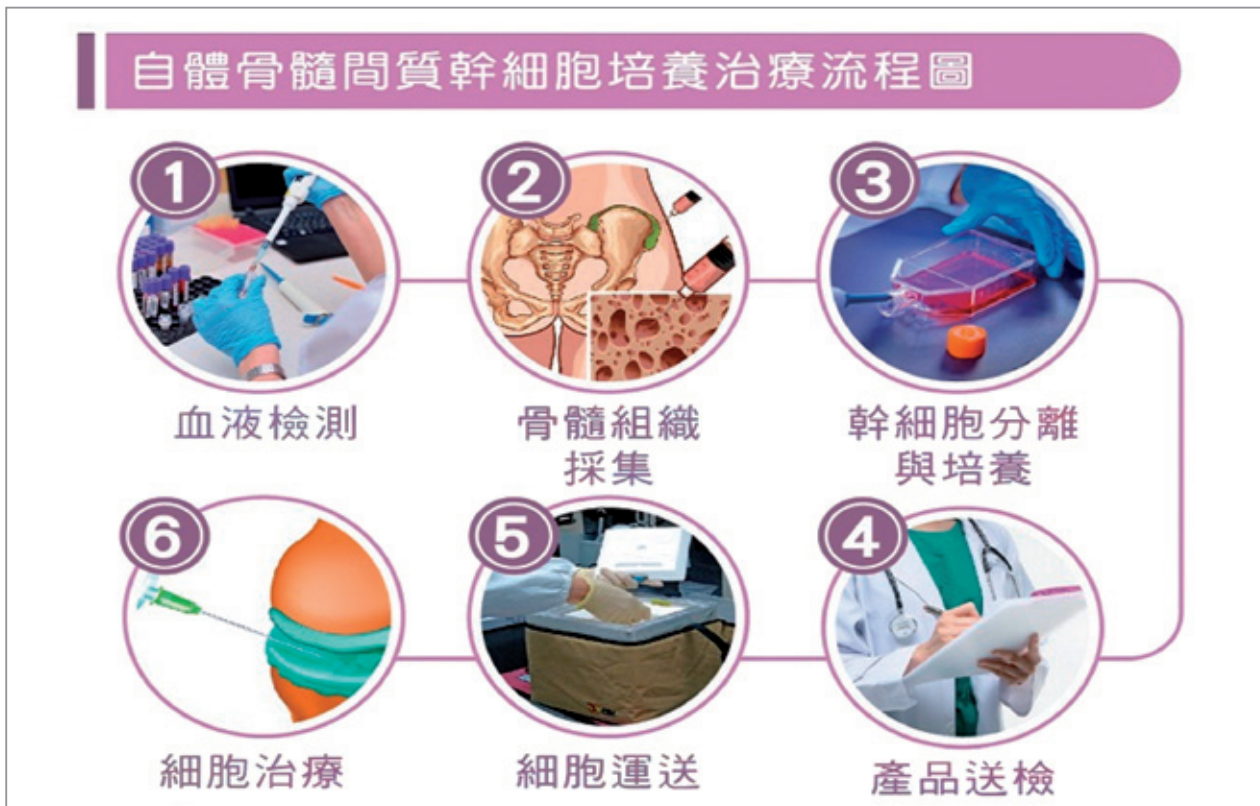 自體骨髓間質幹細胞培養治療流程圖
1
血液檢測
2
骨髓組織
採集
3
幹細胞分離
與培養
4
產品送檢
5
細胞運送
6
細胞治療